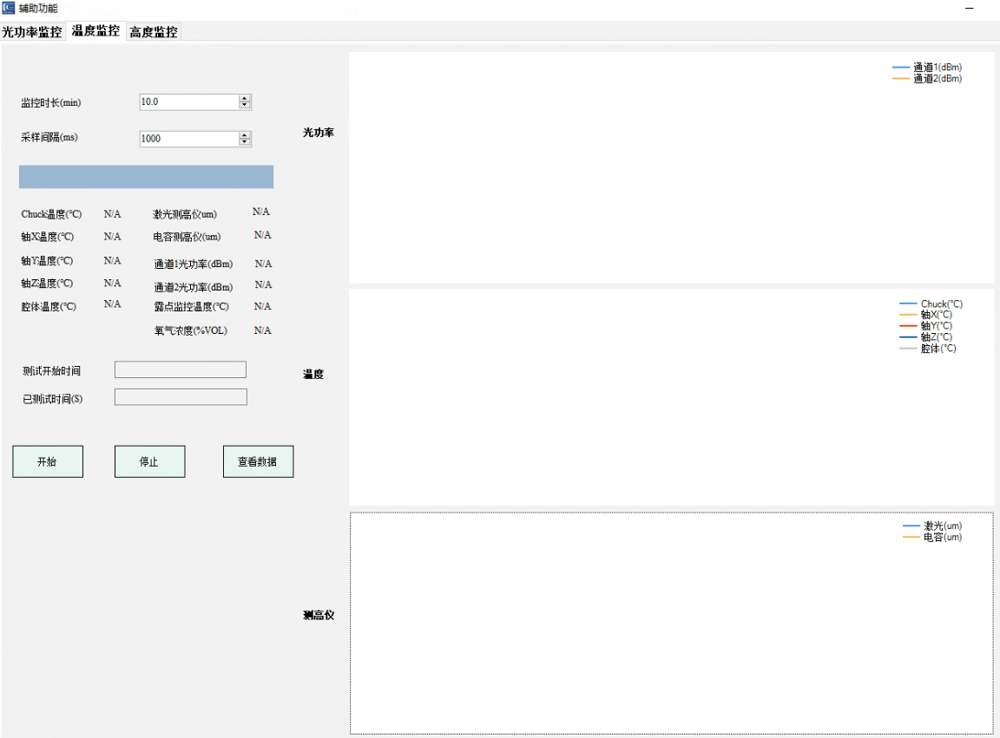 辅助功能
光功率监控 温度监控 高度监控
监控时长(min) 10.0
采样间隔(ms) 1000
Chuck温度(℃) N/A 激光测高仪um) N/A
轴X温度(℃) N/A 电容测高仪(um) N/A
轴Y温度(℃) N/A 通道1光功率(dBm) N/A
轴Z温度(℃) N/A 通道2光功率(dBm) N/A
腔体温度(℃) N/A 露点监控温度(℃) N/A
氧气浓度(%VOL) N/A
测试开始时间
已测试时间(S)
开始 停止 查看数据
光功率
通道1(dBm)
通道2(dBm)
温度
Chuck(℃)
轴X(℃)
轴Y(℃)
轴Z(℃)
腔体(℃)
测高仪
激光(um)
电容(um)